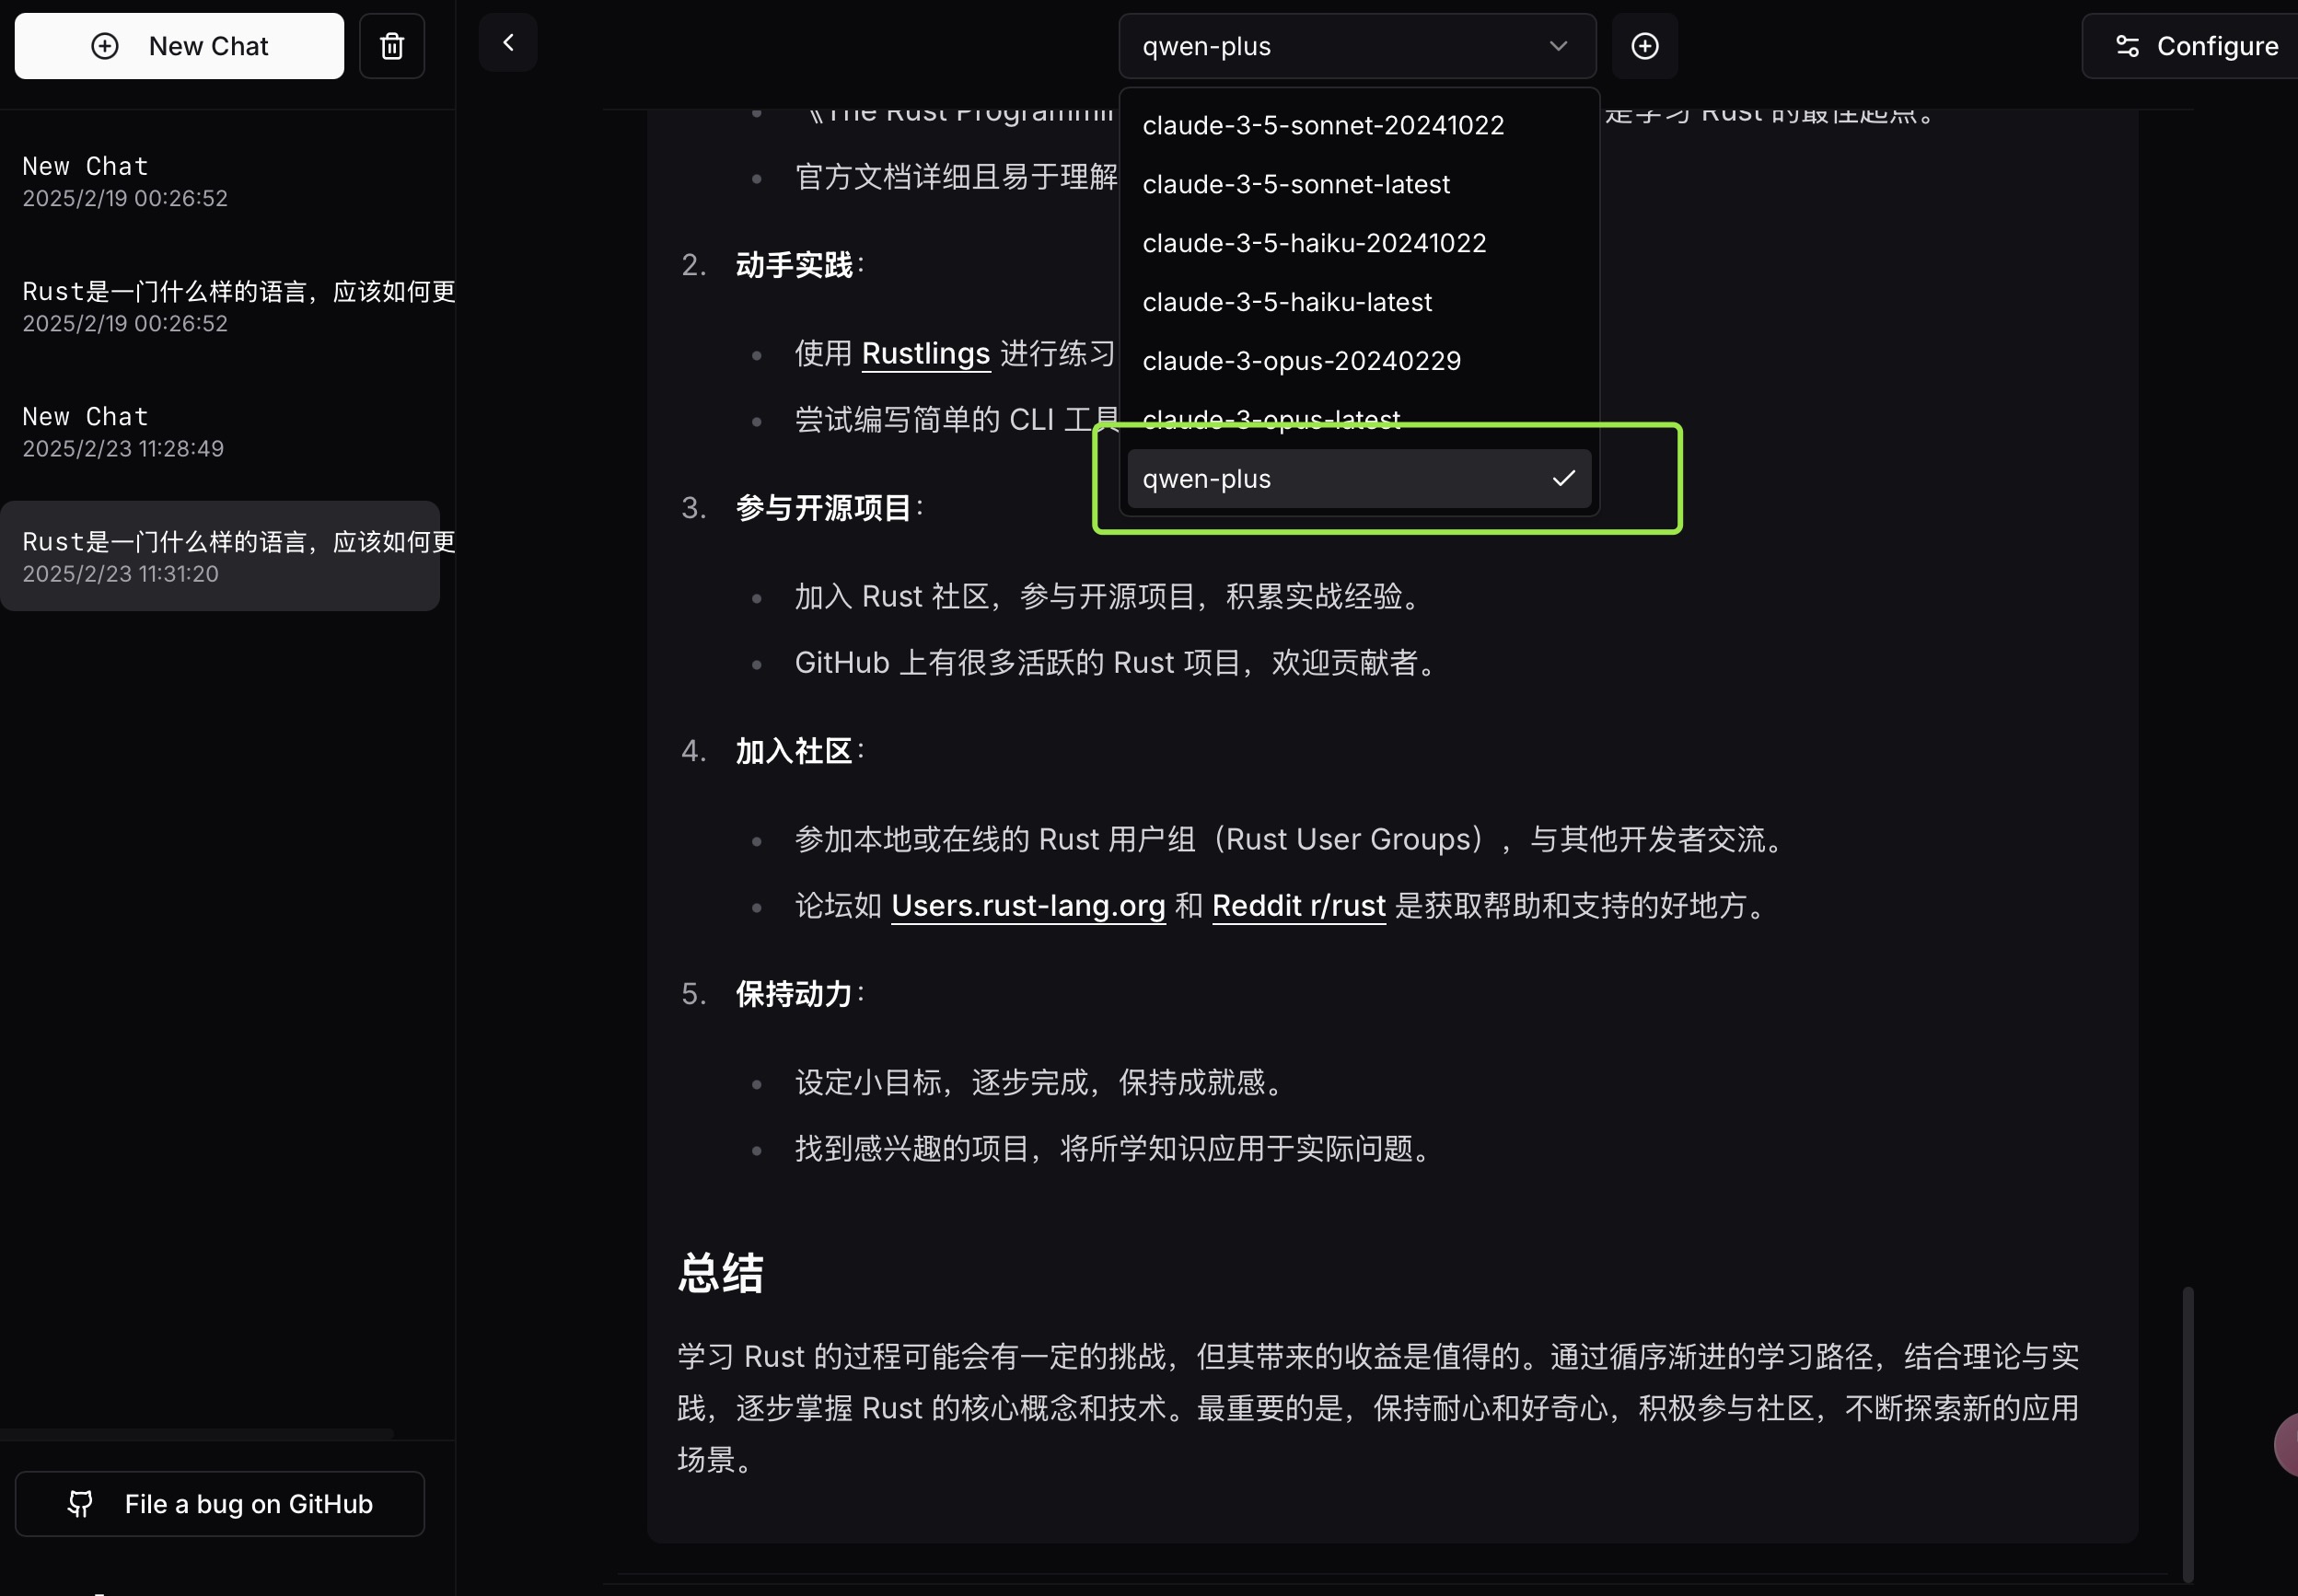 New Chat
qwen-plus
Configure
New Chat
2025/2/19 00:26:52
Rust是一门什么样的语言，应该如何更
2025/2/19 00:26:52
New Chat
2025/2/23 11:28:49
Rust是一门什么样的语言，应该如何更
2025/2/23 11:31:20
File a bug on GitHub
claude-3-5-sonnet-20241022
claude-3-5-sonnet-latest
claude-3-5-haiku-20241022
claude-3-5-haiku-latest
claude-3-opus-20240229
claude-3-opus-latest
qwen-plus
《The Rust Programmin
是学习 Rust 的最佳起点。
官方文档详细且易于理解
2. 动手实践：
使用 Rustlings 进行练习
尝试编写简单的 CLI 工具
3. 参与开源项目：
加入 Rust 社区，参与开源项目，积累实战经验。
GitHub 上有很多活跃的 Rust 项目，欢迎贡献者。
4. 加入社区：
参加本地或在线的 Rust 用户组（Rust User Groups），与其他开发者交流。
论坛如 Users.rust-lang.org 和 Reddit r/rust 是获取帮助和支持的好地方。
5. 保持动力：
设定小目标，逐步完成，保持成就感。
找到感兴趣的项目，将所学知识应用于实际问题。
总结
学习 Rust 的过程可能会有一定的挑战，但其带来的收益是值得的。通过循序渐进的学习路径，结合理论与实
践，逐步掌握 Rust 的核心概念和技术。最重要的是，保持耐心和好奇心，积极参与社区，不断探索新的应用
场景。